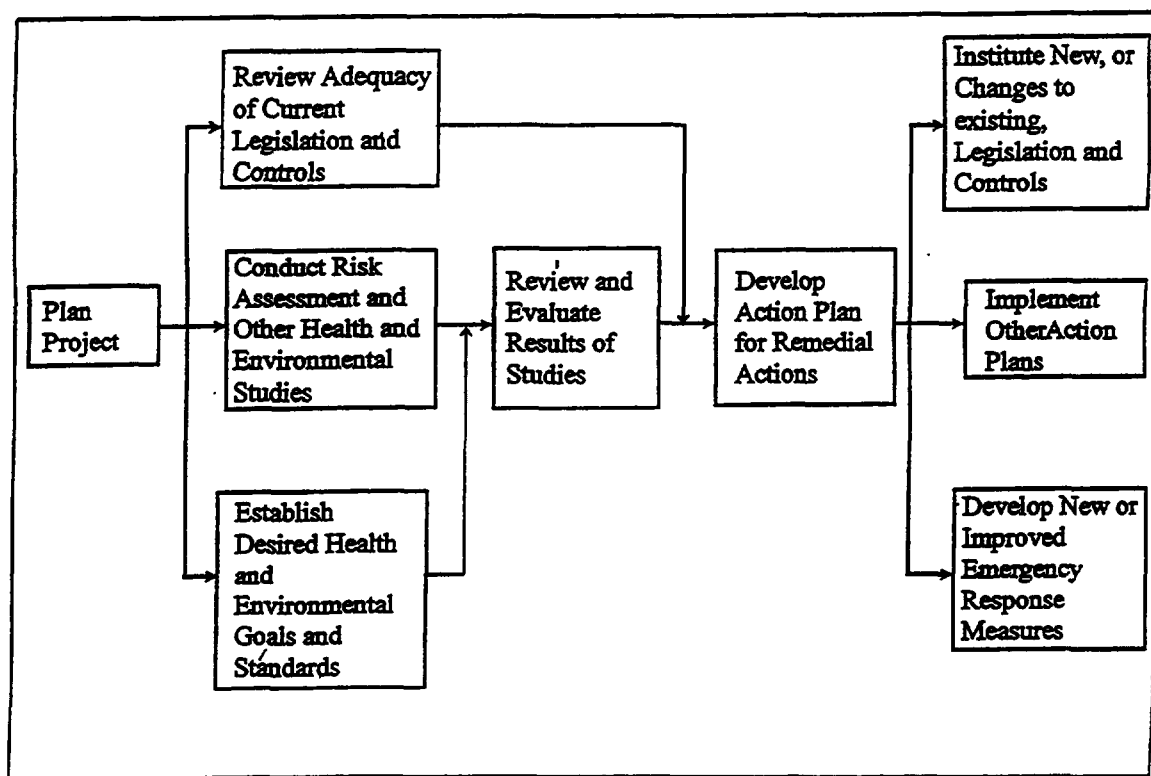 Plan
Project
Review Adequacy
of Current
Legislation and
Controls
Conduct Risk
Assessment and
Other Health and
Environmental
Studies
Establish
Desired Health
and
Environmental
Goals and
Standards
Review and
Evaluate
Results of
Studies
Develop
Action Plan
for Remedial
Actions
Institute New, or
Changes to
existing,
Legislation and
Controls
Implement
OtherAction
Plans
Develop New or
Improved
Emergency
Response
Measures